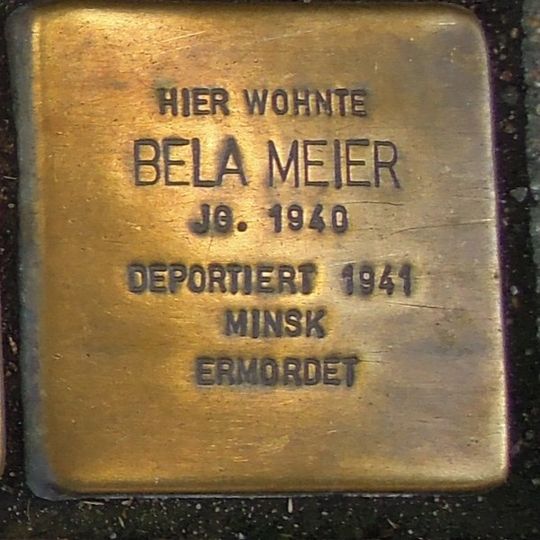 HIER WOHNTE
BELA MEIER
JG. 1940
DEPORTIERT 1941
MINSK
ERMORDET